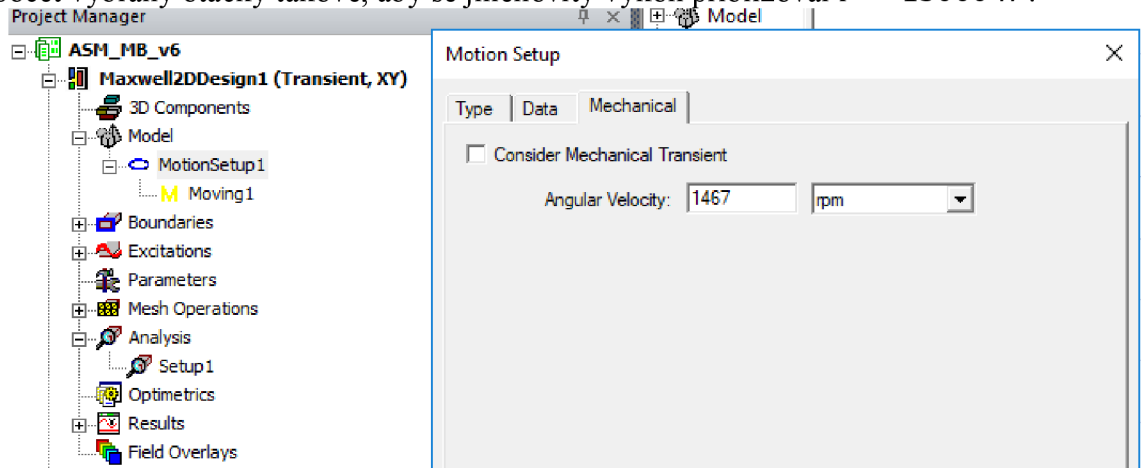 Project Manager
Model
ASM_MB_v6
Maxwell2DDesign1 (Transient, XY)
3D Components
Model
MotionSetup1
Moving1
Boundaries
Excitations
Parameters
Mesh Operations
Analysis
Setup1
Optimetrics
Results
Field Overlays
Motion Setup
Type Data Mechanical
Consider Mechanical Transient
Angular Velocity: 1467 rpm